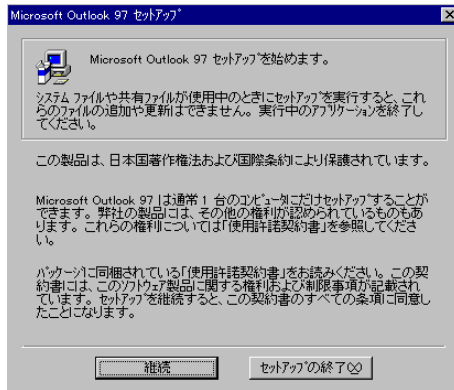 Microsoft Outlook 97 ｾｯﾄｱｯﾌﾟ
Microsoft Outlook 97 ｾｯﾄｱｯﾌﾟを始めます。
ｼｽﾃﾑ ﾌｧｲﾙや共有ﾌｧｲﾙが使用中のときにｾｯﾄｱｯﾌﾟを実行すると、これ
らのﾌｧｲﾙの追加や更新はできません。実行中のｱﾌﾟﾘｹｰｼｮﾝを終了し
てください。
この製品は、日本国著作権法および国際条約により保護されています。
Microsoft Outlook 97 は通常 1 台のｺﾝﾋﾟｭｰﾀにだけｾｯﾄｱｯﾌﾟすることが
できます。弊社の製品には、その他の権利が認められているものもあ
ります。これらの権利については「使用許諾契約書」を参照してくださ
い。
ﾊﾟｯｹｰｼﾞに同梱されている「使用許諾契約書」をお読みください。この契
約書には、このｿﾌﾄｳｪｱ製品に関する権利および制限事項が記載され
ています。ｾｯﾄｱｯﾌﾟを継続すると、この契約書のすべての条項に同意し
たことになります。
継続
ｾｯﾄｱｯﾌﾟの終了(X)